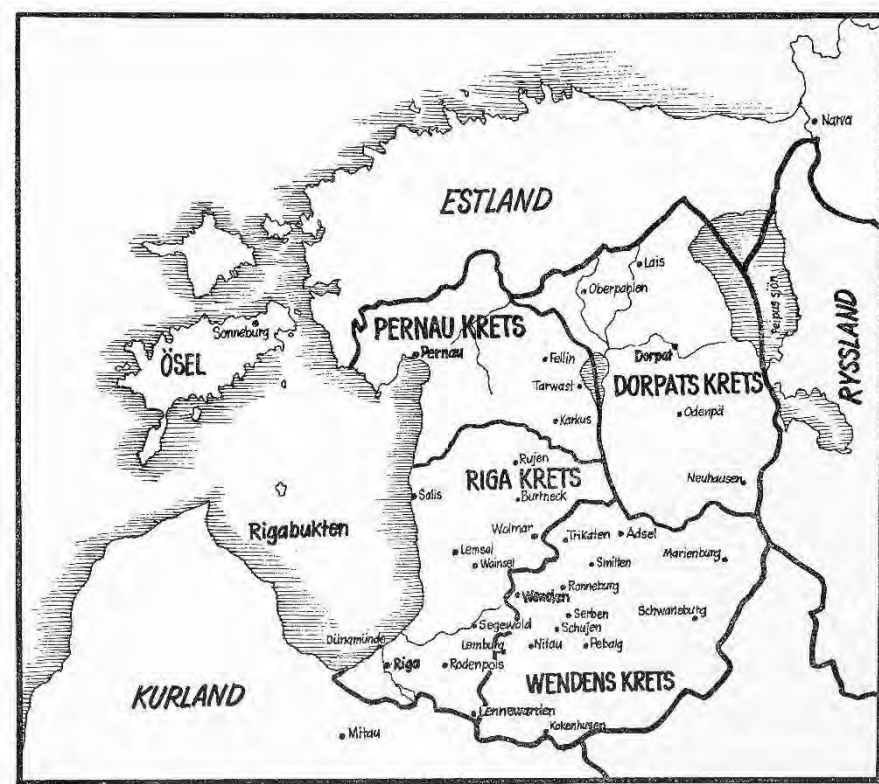 Narva
ESTLAND
Lais
Oberpahlen
Peipus sjön
RYSSLAND
Sonneburg
ÖSEL
PERNAU KRETS
Pernau
Fellin
Tarwast
Karkus
Dorpat
DORPATS KRETS
Odenpä
Neuhausen
Rujen
RIGA KRETS
Burtneck
Salis
Rigabukten
Wolmar
Trikaten
Adsel
Marienburg
Lemsal
Wainsel
Smilten
Ronneburg
Wenden
Serben
Schwaneburg
Segewold
Schujen
Lemburg
Nitau
Pebalg
Dünamünde
Riga
Rodenpois
WENDENS KRETS
KURLAND
Lennewarden
Kokenhusen
Mitau